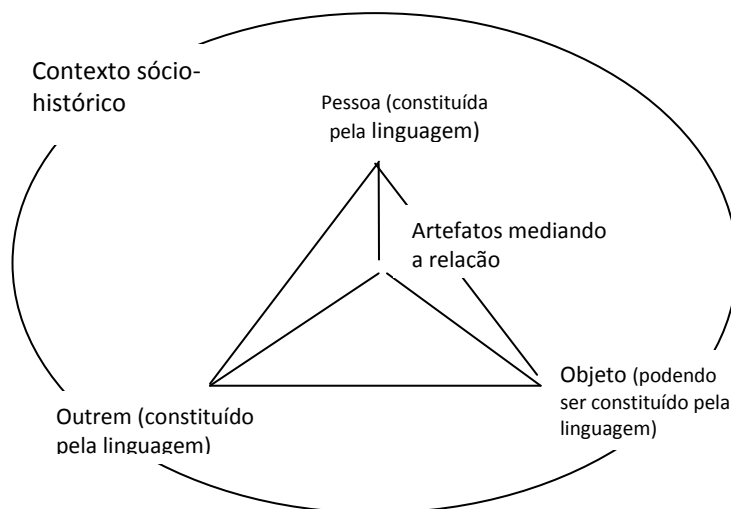 Contexto sócio-
histórico
Pessoa (constituída
pela linguagem)
Artefatos mediando
a relacão
Objeto (podendo
ser constituído pela
linguagem)
Outrem (constituído
pela linguagem)